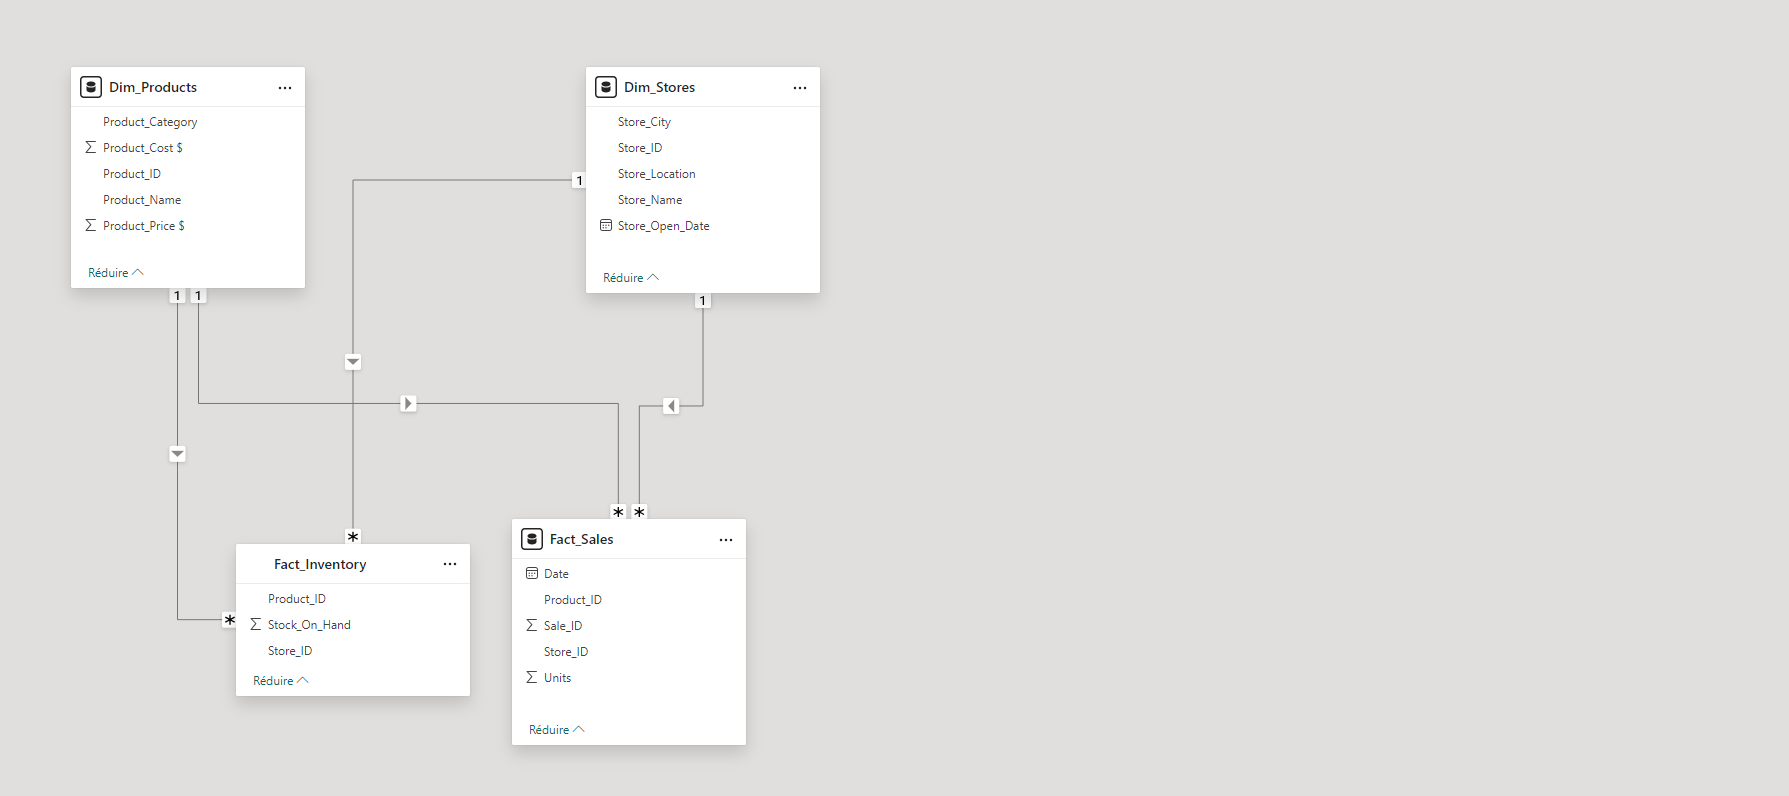 Dim_Products
Product_Category
Product_Cost $
Product_ID
Product_Name
Product_Price $
Réduire
1
1
Dim_Stores
Store_City
Store_ID
Store_Location
Store_Name
Store_Open_Date
Réduire
1
1
*
*
*
*
Fact_Inventory
Product_ID
Stock_On_Hand
Store_ID
Réduire
Fact_Sales
Date
Product_ID
Sale_ID
Store_ID
Units
Réduire